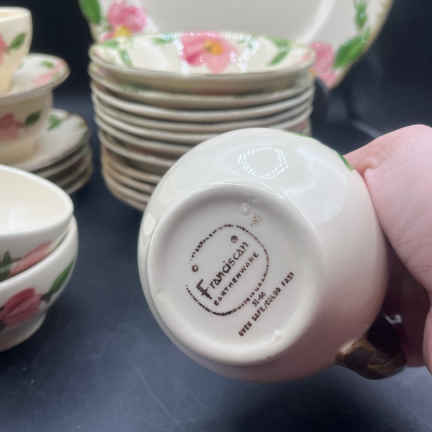 Franciscan
EARTHENWARE
OVEN SAFE/COLOR FAST